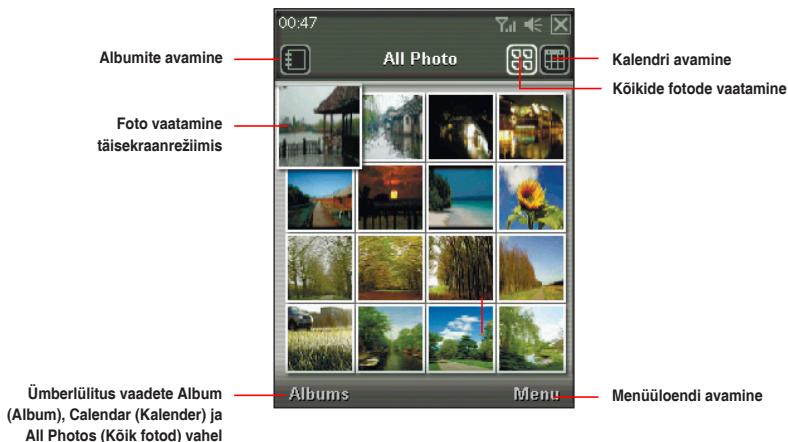 00:47
Albumite avamine
All Photo
Kalendri avamine
Kõikide fotode vaatamine
Foto vaatamine
täisekraanrežiimis
Ümberlülitus vaadete Album
(Album), Calendar (Kalender) ja
All Photos (Kõik fotod) vahel
Albums
Menu
Menüüloendi avamine